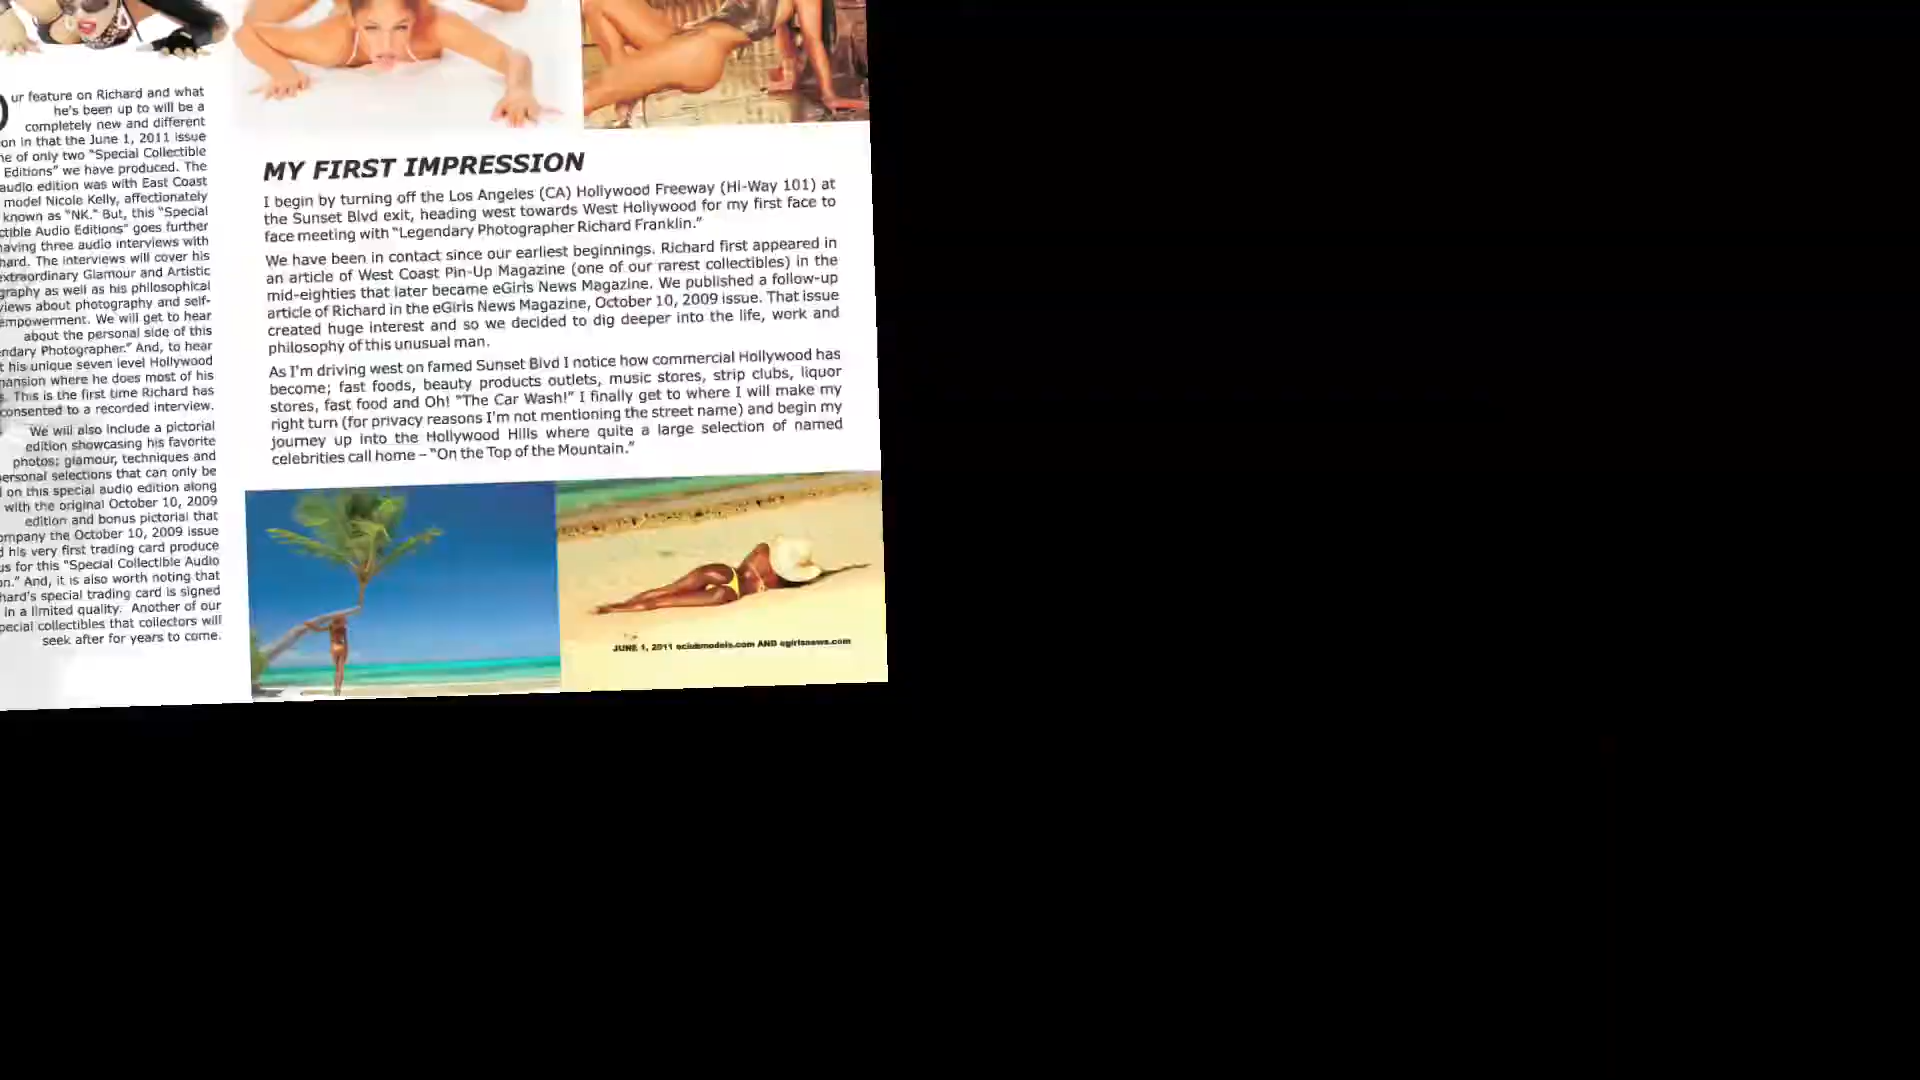 ur feature on Richard and what
he's been up to will be a
completely new and different
on in that the June 1, 2011 issue
of only two “Special Collectible
Editions” we have produced. The
audio edition was with East Coast
model Nicole Kelly, affectionately
known as “NK.” But, this “Special
Audio Editions” goes further
having three audio interviews with
The interviews will cover his
extraordinary Glamour and Artistic
as well as his philosophical
views about photography and self-
empowerment. We will get to hear
about the personal side of this
Photographer.” And, to hear
his unique seven level Hollywood
mansion where he does most of his
This is the first time Richard has
consented to a recorded interview.
We will also include a pictorial
edition showcasing his favorite
photos; glamour, techniques and
personal selections that can only be
on this special audio edition along
with the original October 10, 2009
edition and bonus pictorial that
the October 10, 2009 issue
his very first trading card produce
us for this “Special Collectible Audio
And, it is also worth noting that
special trading card is signed
in a limited quality. Another of our
special collectibles that collectors will
seek after for years to come.
MY FIRST IMPRESSION
I begin by turning off the Los Angeles (CA) Hollywood Freeway (Hi-Way 101) at
the Sunset Blvd exit, heading west towards West Hollywood for my first face to
face meeting with “Legendary Photographer Richard Franklin.”
We have been in contact since our earliest beginnings. Richard first appeared in
an article of West Coast Pin-Up Magazine (one of our rarest collectibles) in the
mid-eighties that later became eGirls News Magazine. We published a follow-up
article of Richard in the eGirls News Magazine, October 10, 2009 issue. That issue
created huge interest and so we decided to dig deeper into the life, work and
philosophy of this unusual man.
As I'm driving west on famed Sunset Blvd I notice how commercial Hollywood has
become; fast foods, beauty products outlets, music stores, strip clubs, liquor
stores, fast food and Oh! “The Car Wash!” I finally get to where I will make my
right turn (for privacy reasons I'm not mentioning the street name) and begin my
journey up into the Hollywood Hills where quite a large selection of named
celebrities call home – “On the Top of the Mountain.”
JUNE 1, 2011 eclubmodels.com AND egirlsnews.com